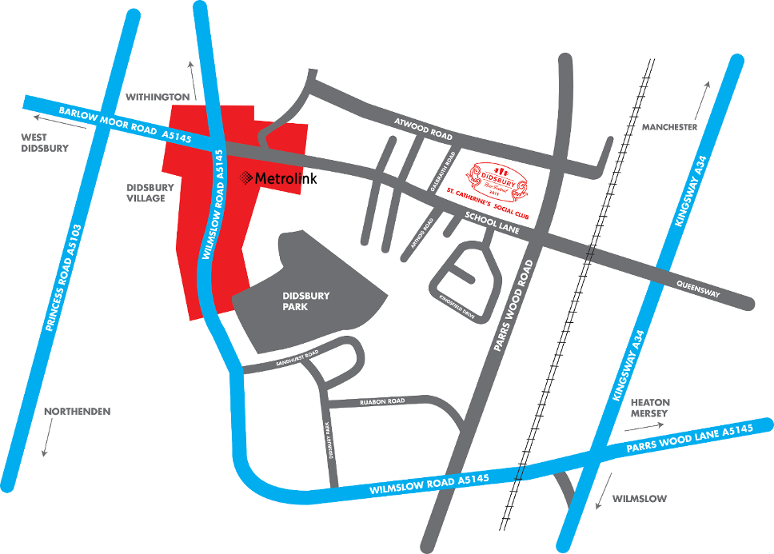 WITHINGTON
BARLOW MOOR ROAD A5145
WEST
DIDSBURY
ATWOOD ROAD
MANCHESTER
DIDSBURY
VILLAGE
Metrolink
WILMSLOW ROAD A5145
GALBRAITH ROAD
DIDSBURY
Beer Festival
2015
ST. CATHERINE'S SOCIAL CLUB
SCHOOL LANE
ARTHOG ROAD
KINGSWAY A34
PRINCESS ROAD A5103
DIDSBURY
PARK
KINGSFIELD DRIVE
QUEENSWAY
PARRS WOOD ROAD
SANDHURST ROAD
KINGSWAY A34
RUABON ROAD
DIDSBURY PARK
NORTHENDEN
HEATON
MERSEY
PARRS WOOD LANE A5145
WILMSLOW ROAD A5145
WILMSLOW